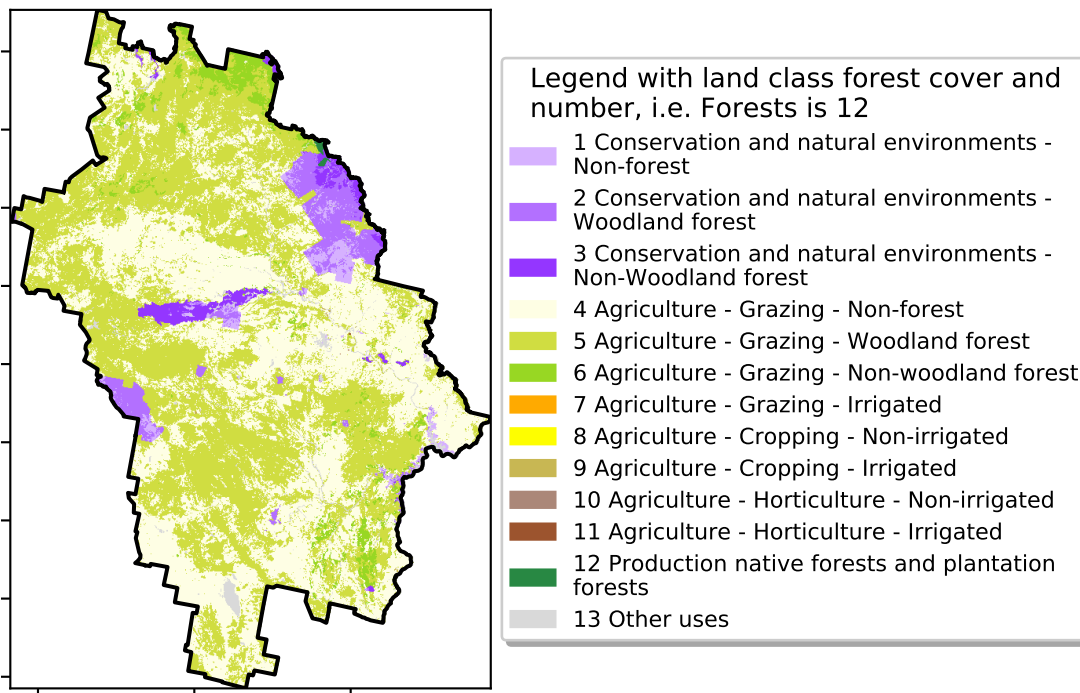 Legend with land class forest cover and
number, i.e. Forests is 12
1 Conservation and natural environments -
Non-forest
2 Conservation and natural environments -
Woodland forest
3 Conservation and natural environments -
Non-Woodland forest
4 Agriculture - Grazing - Non-forest
5 Agriculture - Grazing - Woodland forest
6 Agriculture - Grazing - Non-woodland forest
7 Agriculture - Grazing - Irrigated
8 Agriculture - Cropping - Non-irrigated
9 Agriculture - Cropping - Irrigated
10 Agriculture - Horticulture - Non-irrigated
11 Agriculture - Horticulture - Irrigated
12 Production native forests and plantation
forests
13 Other uses